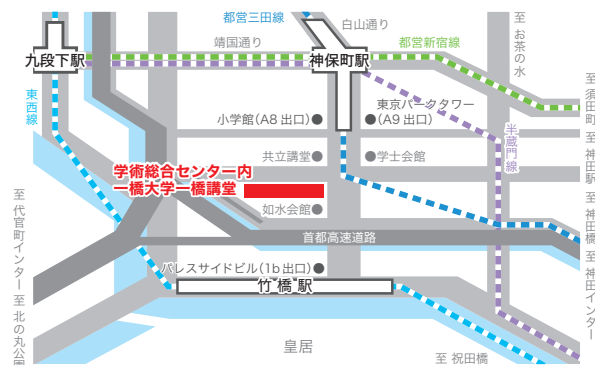 都営三田線
白山通り
至 お茶の水
靖国通り
都営新宿線
九段下駅
神保町駅
至 須田町
東西線
小学館（A8 出口）
東京パークタワー
（A9 出口）
半蔵門線
至 神田駅
共立講堂
学士会館
学術総合センター内
一橋大学一橋講堂
如水会館
至 神田橋
首都高速道路
至 代官町インター
パレスサイドビル（1b 出口）
竹橋駅
至 神田インター
至 北の丸公園
皇居
至 祝田橋